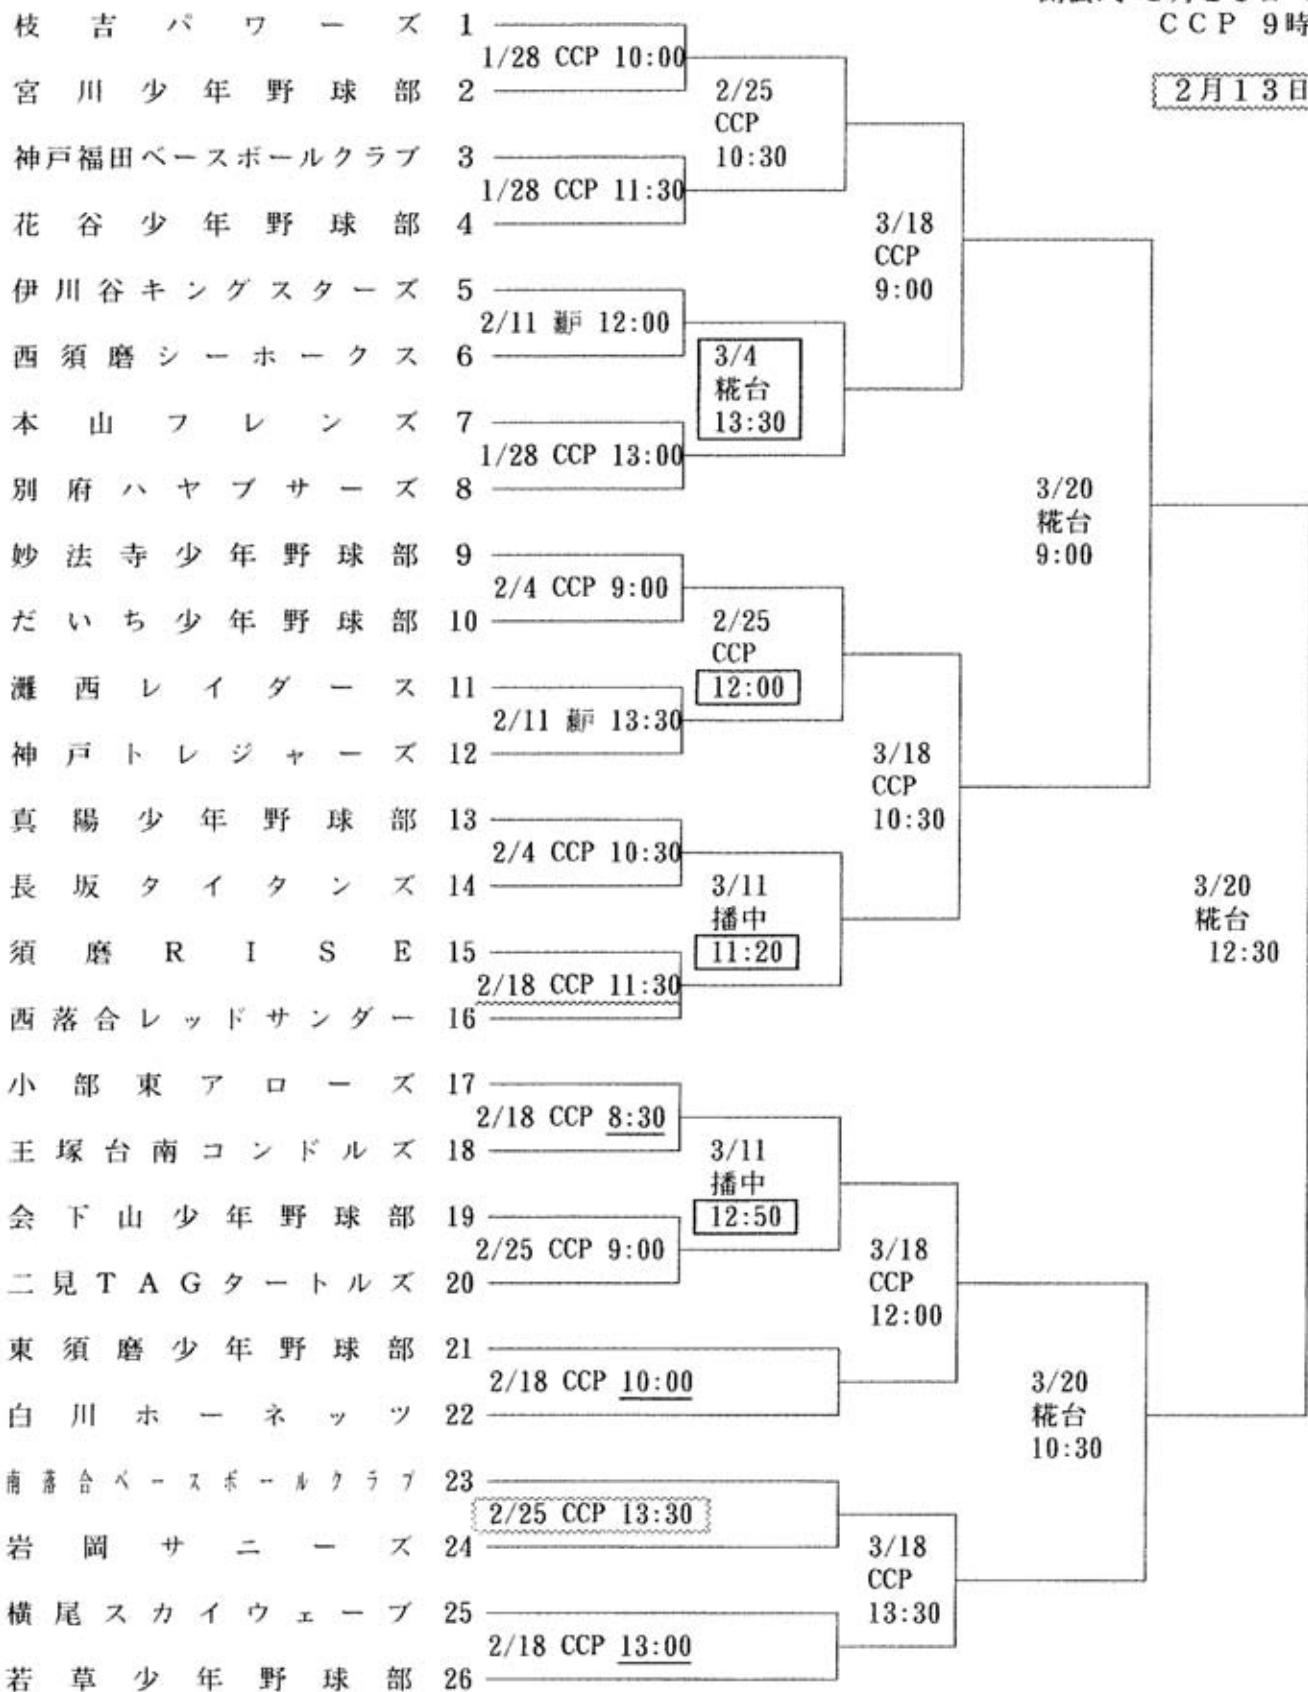 CCP 9時
2月13日
枝吉パワーズ 1
1/28 CCP 10:00
宮川少年野球部 2
2/25
CCP
10:30
神戸福田ベースボールクラブ 3
1/28 CCP 11:30
花谷少年野球部 4
3/18
CCP
9:00
伊川谷キングスターズ 5
2/11 瀬戸 12:00
西須磨シーホークス 6
3/4
糀台
13:30
本山フレンズ 7
1/28 CCP 13:00
別府ハヤブサーズ 8
3/20
糀台
9:00
妙法寺少年野球部 9
2/4 CCP 9:00
だいち少年野球部 10
2/25
CCP
12:00
灘西レイダース 11
2/11 瀬戸 13:30
神戸トレジャーズ 12
3/18
CCP
10:30
真陽少年野球部 13
2/4 CCP 10:30
長坂タイタンズ 14
3/11
播中
11:20
3/20
糀台
12:30
須磨RISE 15
2/18 CCP 11:30
西落合レッドサンダー 16
小部東アローズ 17
2/18 CCP 8:30
王塚台南コンドルズ 18
3/11
播中
12:50
会下山少年野球部 19
2/25 CCP 9:00
二見TAGタートルズ 20
3/18
CCP
12:00
東須磨少年野球部 21
2/18 CCP 10:00
白川ホーネッツ 22
3/20
糀台
10:30
南落合ベースボールクラブ 23
2/25 CCP 13:30
岩岡サニーズ 24
3/18
CCP
13:30
横尾スカイウェーブ 25
2/18 CCP 13:00
若草少年野球部 26